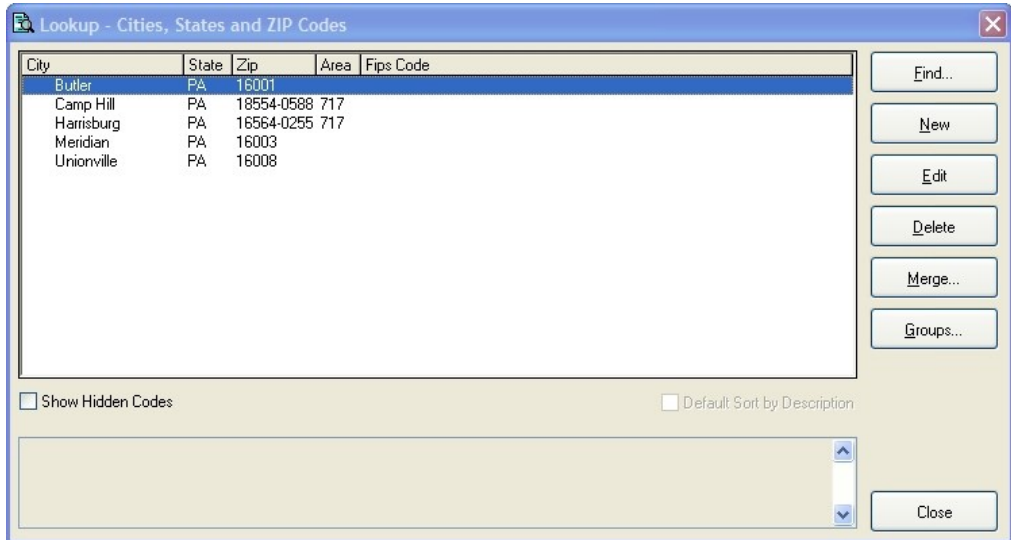 Lookup - Cities, States and ZIP Codes
City State Zip Area Fips Code
Butler PA 16001
Camp Hill PA 18554-0588 717
Harrisburg PA 16564-0255 717
Meridian PA 16003
Unionville PA 16008
Find...
New
Edit
Delete
Merge...
Groups...
Show Hidden Codes Default Sort by Description
Close